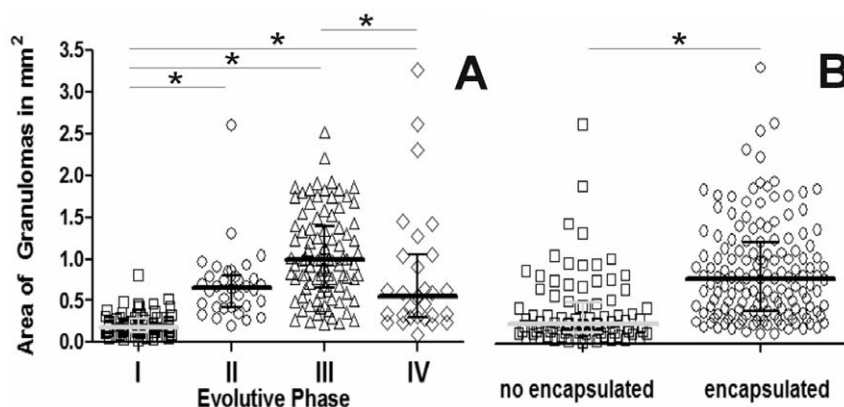 * *
* *
*
A
B
Area of Granulomas in mm²
3.5
3.0
2.5
2.0
1.5
1.0
0.5
0.0
I II III IV
Evolutive Phase
no encapsulated encapsulated